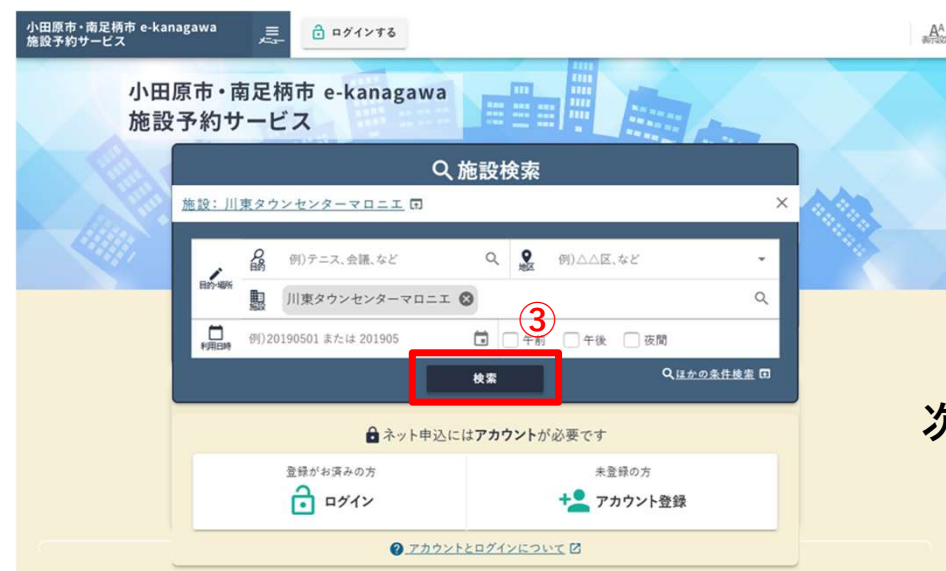 小田原市・南足柄市 e-kanagawa
施設予約サービス
メニュー
ログインする
AA
小田原市・南足柄市 e-kanagawa
施設予約サービス
施設検索
施設: 川東タウンセンターマロニエ
目的・場所
目的
例)テニス、会議、など
地区
例)△△区、など
施設
川東タウンセンターマロニエ
③
利用日時
例)20190501 または 201905
午前
午後
夜間
検索
ほかの条件検索
次
ネット申込にはアカウントが必要です
登録がお済みの方
ログイン
未登録の方
アカウント登録
アカウントとログインについて